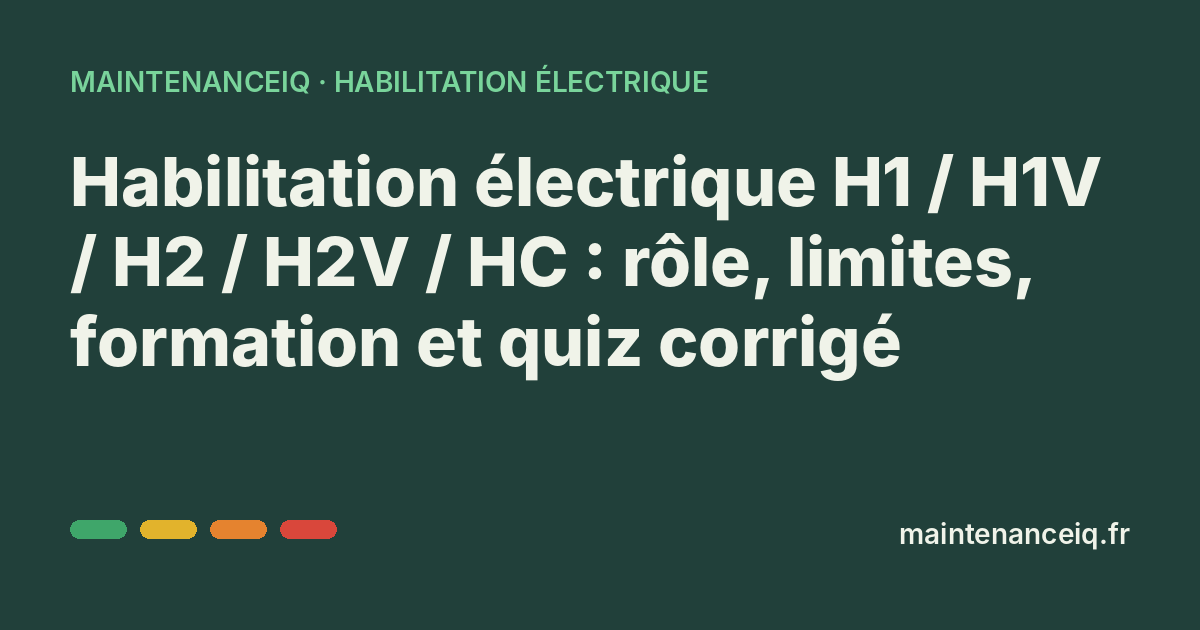 MAINTENANCEIQ · HABILITATION ÉLECTRIQUE
Habilitation électrique H1 / H1V
/ H2 / H2V / HC : rôle, limites,
formation et quiz corrigé
maintenanceiq.fr